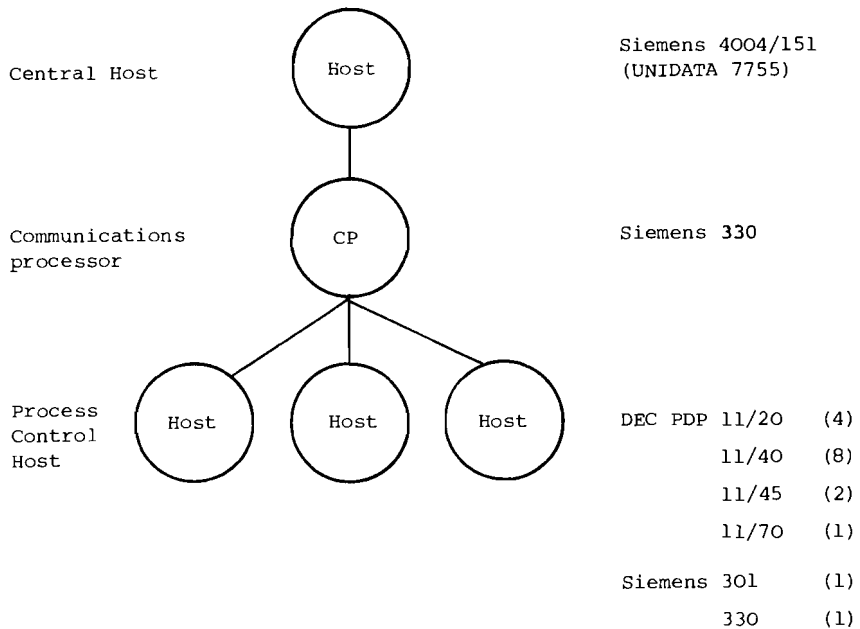 Central Host
Host
Siemens 4004/151
(UNIDATA 7755)
Communications
processor
CP
Siemens 330
Process
Control
Host
Host
Host
Host
DEC PDP 11/20 (4)
11/40 (8)
11/45 (2)
11/70 (1)
Siemens 301 (1)
330 (1)